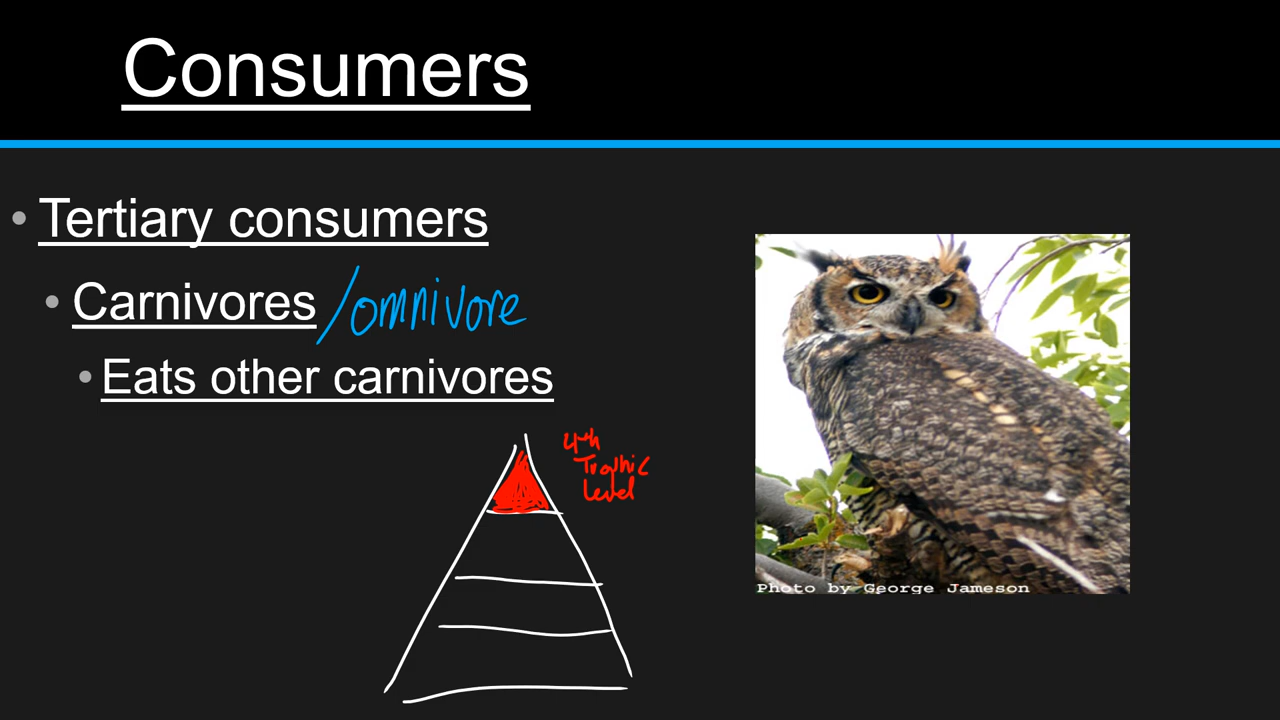 Consumers
Tertiary consumers
Carnivores /omnivore
Eats other carnivores
4th
Trophic
Level
Photo by George Jameson